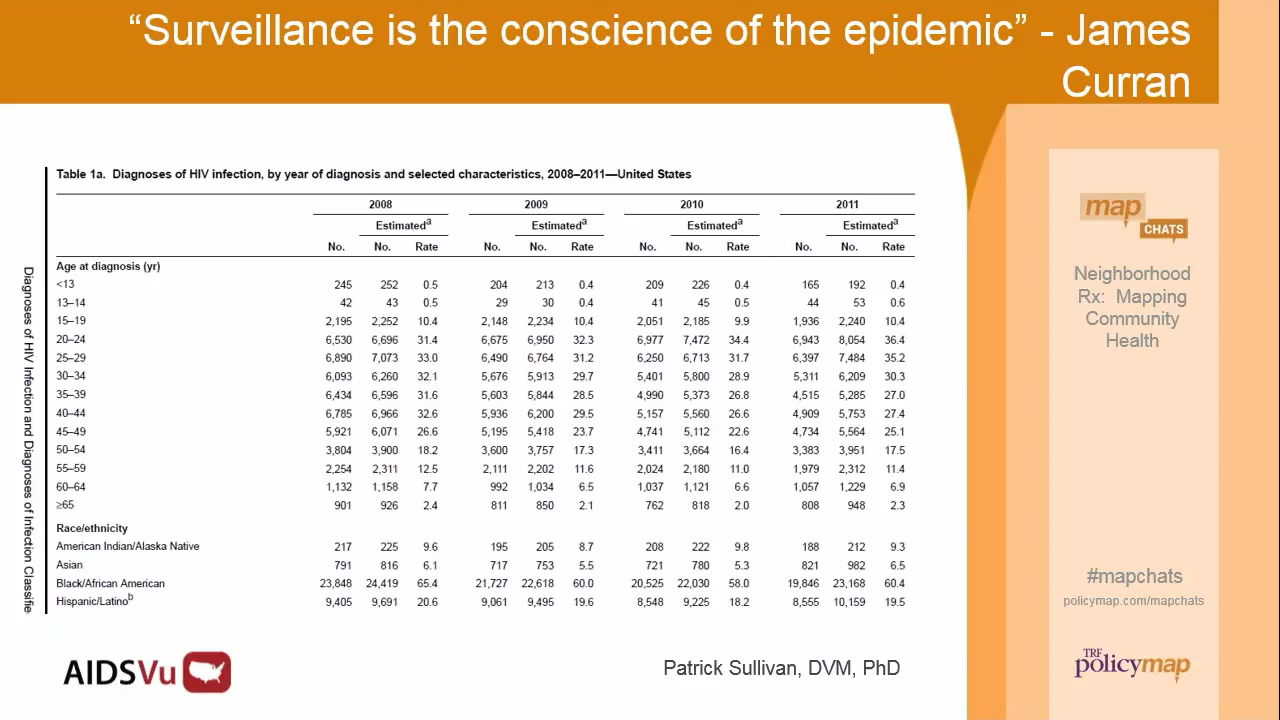 “Surveillance is the conscience of the epidemic” - James
Curran
Table 1a. Diagnoses of HIV infection, by year of diagnosis and selected characteristics, 2008–2011—United States
2008 2009 2010 2011
Estimatedᵃ Estimatedᵃ Estimatedᵃ Estimatedᵃ
No. No. Rate No. No. Rate No. No. Rate No. No. Rate
Age at diagnosis (yr)
<13 245 252 0.5 204 213 0.4 209 226 0.4 165 192 0.4
13–14 42 43 0.5 29 30 0.4 41 45 0.5 44 53 0.6
15–19 2,195 2,252 10.4 2,148 2,234 10.4 2,051 2,185 9.9 1,936 2,240 10.4
20–24 6,530 6,696 31.4 6,675 6,950 32.3 6,977 7,472 34.4 6,943 8,054 36.4
25–29 6,890 7,073 33.0 6,490 6,764 31.2 6,250 6,713 31.7 6,397 7,484 35.2
30–34 6,093 6,260 32.1 5,676 5,913 29.7 5,401 5,800 28.9 5,311 6,209 30.3
35–39 6,434 6,596 31.6 5,603 5,844 28.5 4,990 5,373 26.8 4,515 5,285 27.0
40–44 6,785 6,966 32.6 5,936 6,200 29.5 5,157 5,560 26.6 4,909 5,753 27.4
45–49 5,921 6,071 26.6 5,195 5,418 23.7 4,741 5,112 22.6 4,734 5,564 25.1
50–54 3,804 3,900 18.2 3,600 3,757 17.3 3,411 3,664 16.4 3,383 3,951 17.5
55–59 2,254 2,311 12.5 2,111 2,202 11.6 2,024 2,180 11.0 1,979 2,312 11.4
60–64 1,132 1,158 7.7 992 1,034 6.5 1,037 1,121 6.6 1,057 1,229 6.9
≥65 901 926 2.4 811 850 2.1 762 818 2.0 808 948 2.3
Race/ethnicity
American Indian/Alaska Native 217 225 9.6 195 205 8.7 208 222 9.8 188 212 9.3
Asian 791 816 6.1 717 753 5.5 721 780 5.3 821 982 6.5
Black/African American 23,848 24,419 65.4 21,727 22,618 60.0 20,525 22,030 58.0 19,846 23,168 60.4
Hispanic/Latinoᵇ 9,405 9,691 20.6 9,061 9,495 19.6 8,548 9,225 18.2 8,555 10,159 19.5
Diagnoses of HIV Infection and Diagnoses of Infection Classifie
AIDSVu
Patrick Sullivan, DVM, PhD
map
CHATS
Neighborhood
Rx: Mapping
Community
Health
#mapchats
policymap.com/mapchats
TRF
policymap